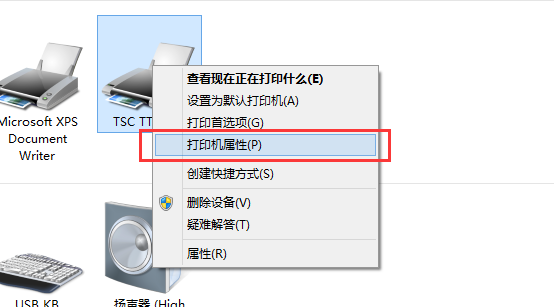 Microsoft XPS
Document
Writer
TSC TT
查看现在正在打印什么(E)
设置为默认打印机(A)
打印首选项(G)
打印机属性(P)
创建快捷方式(S)
删除设备(V)
疑难解答(T)
属性(R)
USB KB
扬声器 (High